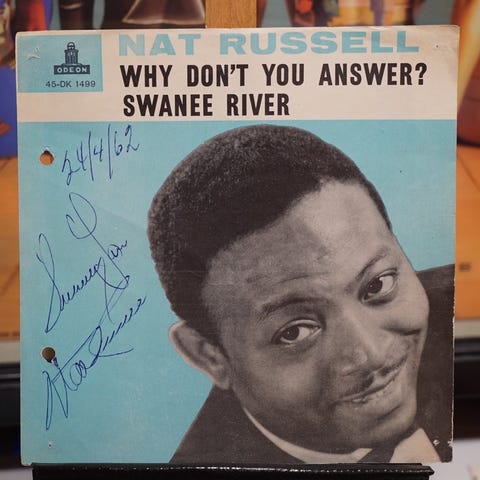 NAT RUSSELL
ODEON
45-DK 1499
WHY DON'T YOU ANSWER?
SWANEE RIVER
24/4/62